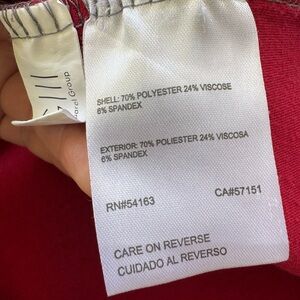 SHELL: 70% POLYESTER 24% VISCOSE
6% SPANDEX
EXTERIOR: 70% POLIESTER 24% VISCOSA
6% SPANDEX
RN#54163 CA#57151
CARE ON REVERSE
CUIDADO AL REVERSO
Group